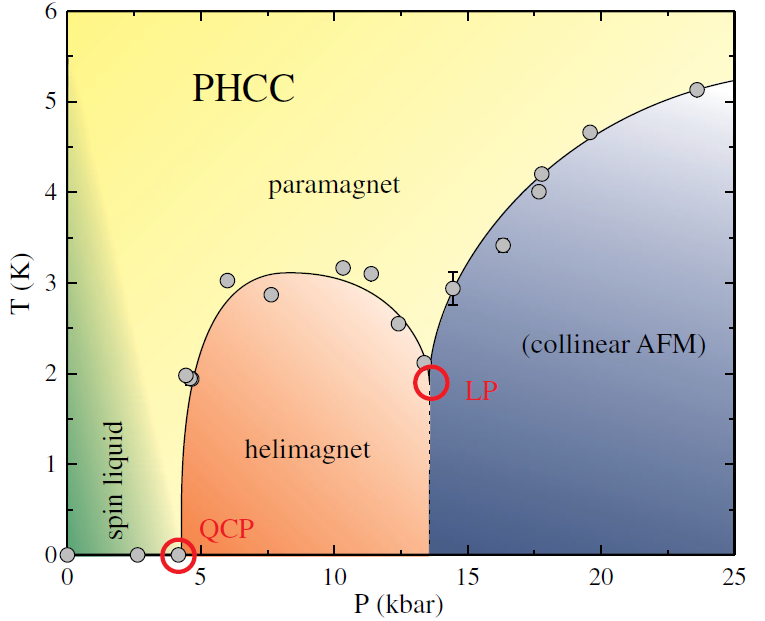 6
5
4
3
2
1
0
T (K)
PHCC
paramagnet
(collinear AFM)
LP
helimagnet
spin liquid
QCP
0
5
10
15
20
25
P (kbar)